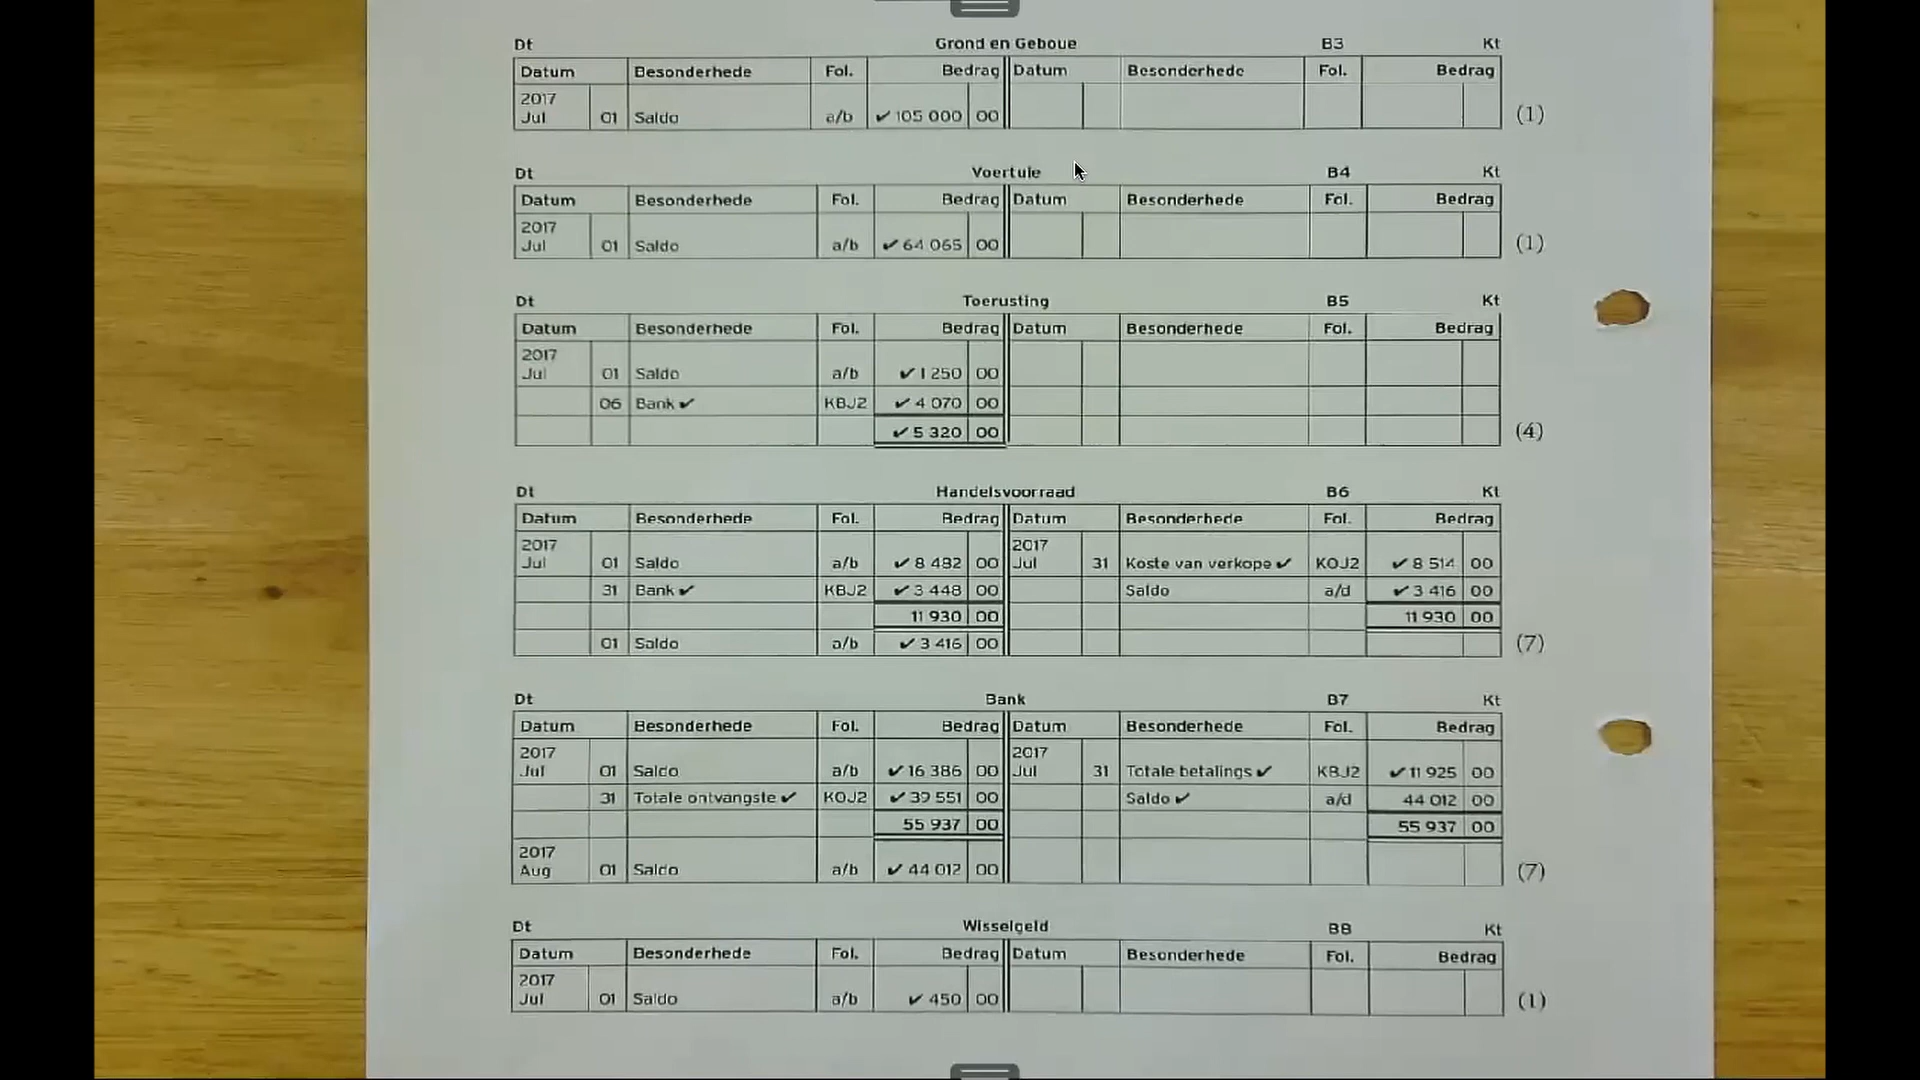 Dt Grond en Geboue B3 Kt
Datum Besonderhede Fol. Bedrag Datum Besonderhede Fol. Bedrag
2017
Jul 01 Saldo a/b ✔ 105 000 00 (1)
Dt Voertuie B4 Kt
Datum Besonderhede Fol. Bedrag Datum Besonderhede Fol. Bedrag
2017
Jul 01 Saldo a/b ✔ 64 065 00 (1)
Dt Toerusting B5 Kt
Datum Besonderhede Fol. Bedrag Datum Besonderhede Fol. Bedrag
2017
Jul 01 Saldo a/b ✔ 1 250 00
06 Bank ✔ KBJ2 ✔ 4 070 00
✔ 5 320 00 (4)
Dt Handelsvoorraad B6 Kt
Datum Besonderhede Fol. Bedrag Datum Besonderhede Fol. Bedrag
2017 2017
Jul 01 Saldo a/b ✔ 8 482 00 Jul 31 Koste van verkope ✔ KOJ2 ✔ 8 514 00
31 Bank ✔ KBJ2 ✔ 3 448 00 Saldo a/d ✔ 3 416 00
11 930 00 11 930 00
01 Saldo a/b ✔ 3 416 00 (7)
Dt Bank B7 Kt
Datum Besonderhede Fol. Bedrag Datum Besonderhede Fol. Bedrag
2017 2017
Jul 01 Saldo a/b ✔ 16 386 00 Jul 31 Totale betalings ✔ KBJ2 ✔ 11 925 00
31 Totale ontvangste ✔ KOJ2 ✔ 39 551 00 Saldo ✔ a/d 44 012 00
55 937 00 55 937 00
2017
Aug 01 Saldo a/b ✔ 44 012 00 (7)
Dt Wisselgeld B8 Kt
Datum Besonderhede Fol. Bedrag Datum Besonderhede Fol. Bedrag
2017
Jul 01 Saldo a/b ✔ 450 00 (1)